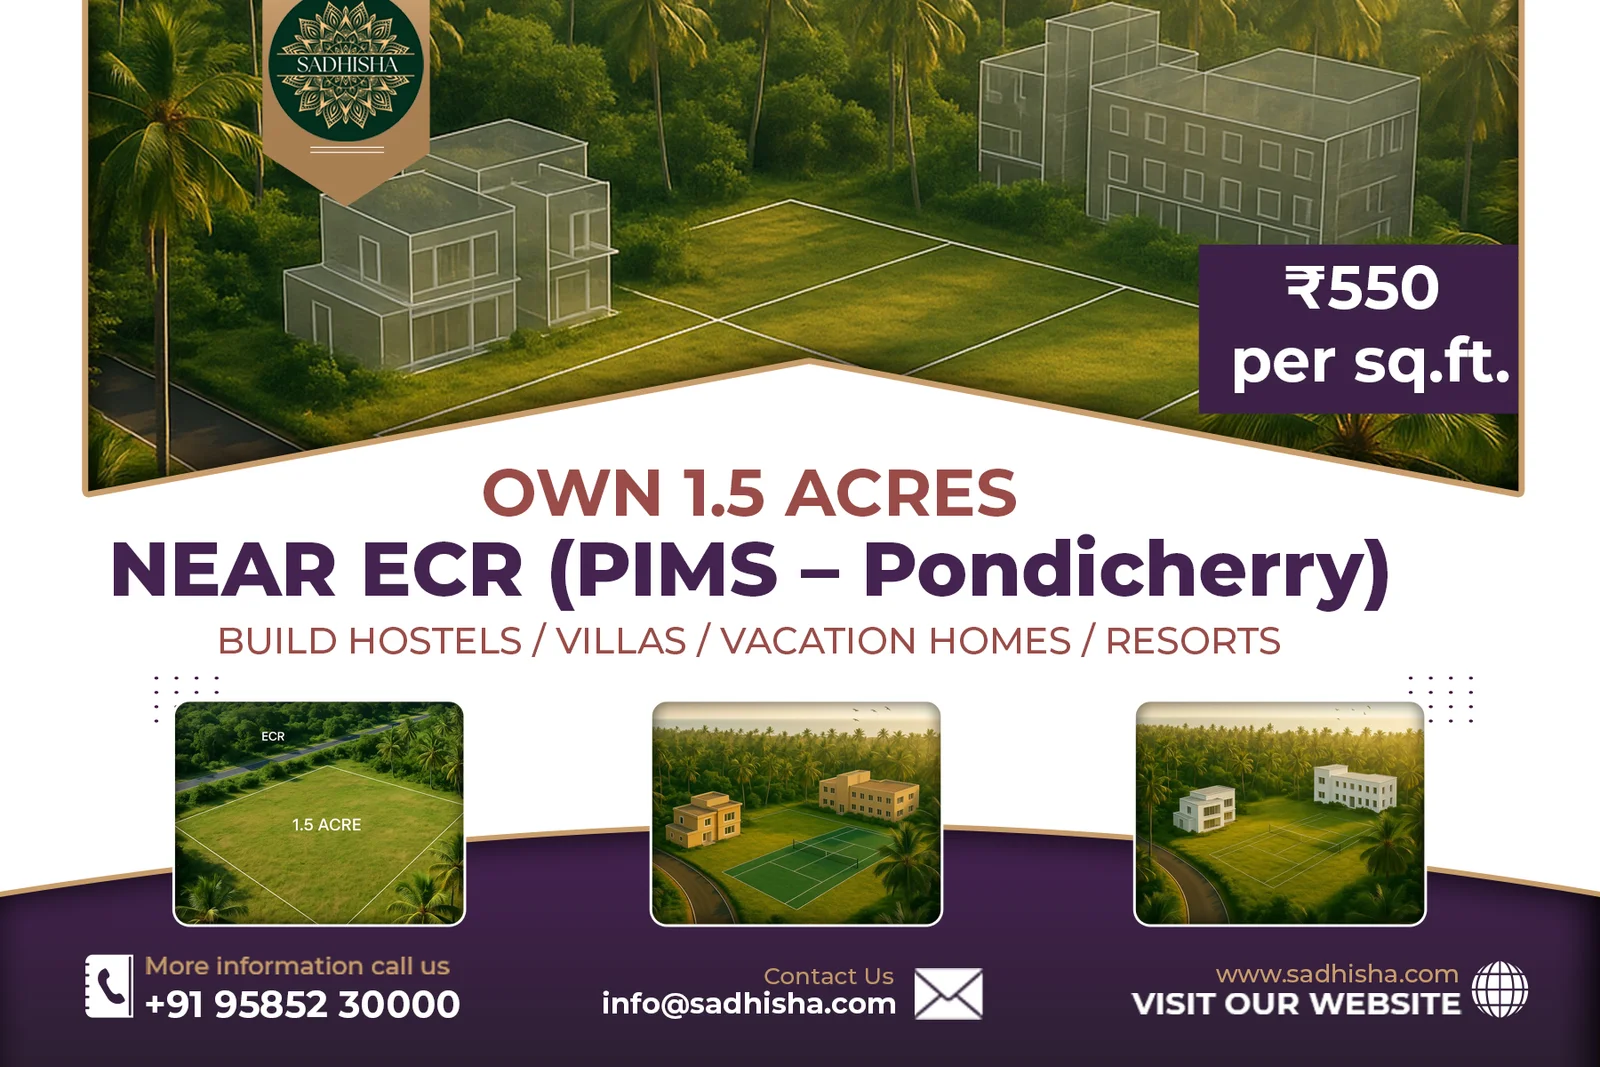 SADHISHA
₹550
per sq.ft.
OWN 1.5 ACRES
NEAR ECR (PIMS – Pondicherry)
BUILD HOSTELS / VILLAS / VACATION HOMES / RESORTS
ECR
1.5 ACRE
More information call us
+91 95852 30000
Contact Us
info@sadhisha.com
www.sadhisha.com
VISIT OUR WEBSITE